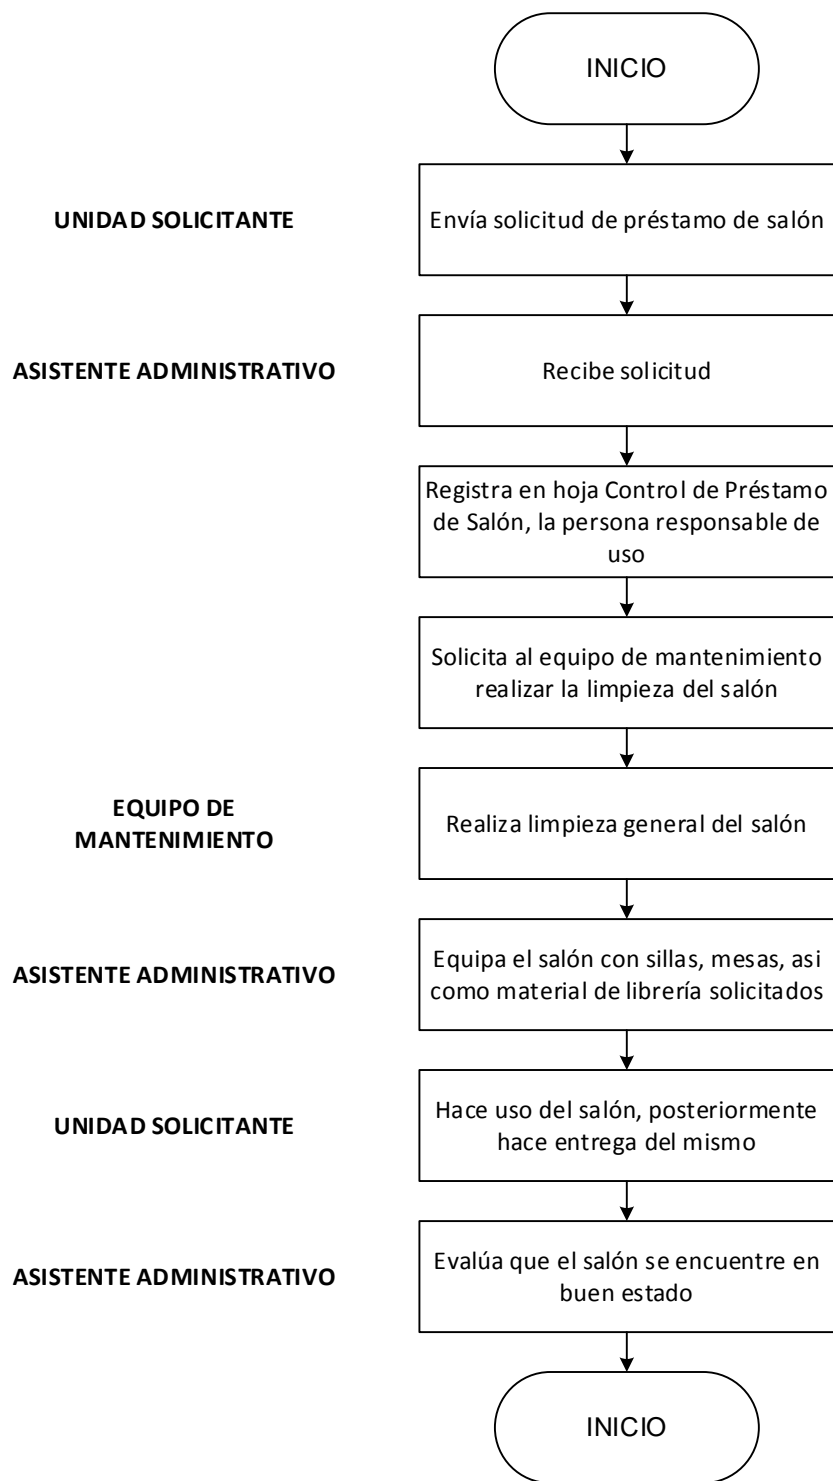 INICIO
UNIDAD SOLICITANTE
Envía solicitud de préstamo de salón
ASISTENTE ADMINISTRATIVO
Recibe solicitud
Registra en hoja Control de Préstamo
de Salón, la persona responsable de
uso
Solicita al equipo de mantenimiento
realizar la limpieza del salón
EQUIPO DE
MANTENIMIENTO
Realiza limpieza general del salón
ASISTENTE ADMINISTRATIVO
Equipa el salón con sillas, mesas, asi
como material de librería solicitados
UNIDAD SOLICITANTE
Hace uso del salón, posteriormente
hace entrega del mismo
ASISTENTE ADMINISTRATIVO
Evalúa que el salón se encuentre en
buen estado
INICIO